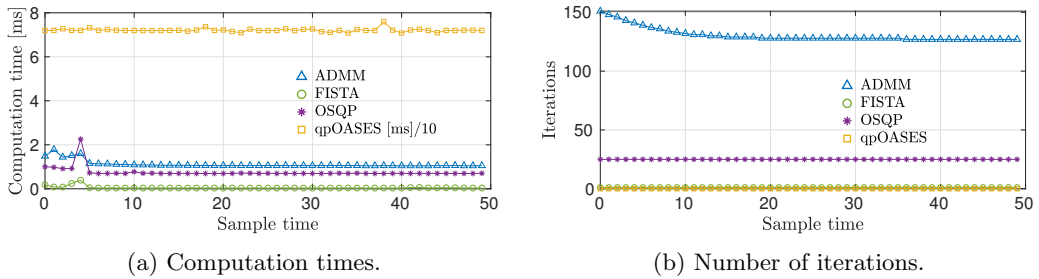 Computation time [ms]
8
6
4
2
0
0 10 20 30 40 50
Sample time
ADMM
FISTA
OSQP
qpOASES [ms]/10
(a) Computation times.
Iterations
150
100
50
0
0 10 20 30 40 50
Sample time
ADMM
FISTA
OSQP
qpOASES
(b) Number of iterations.